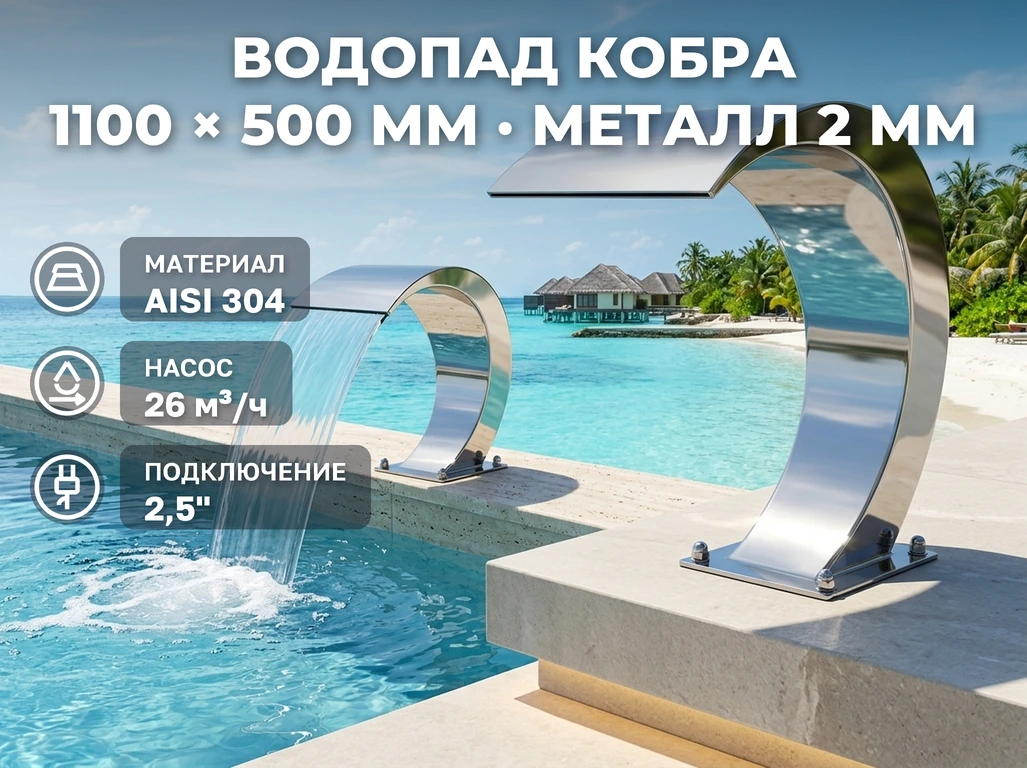 ВОДОПАД КОБРА
1100 × 500 ММ · МЕТАЛЛ 2 ММ
МАТЕРИАЛ
AISI 304
НАСОС
26 м³/ч
ПОДКЛЮЧЕНИЕ
2,5"